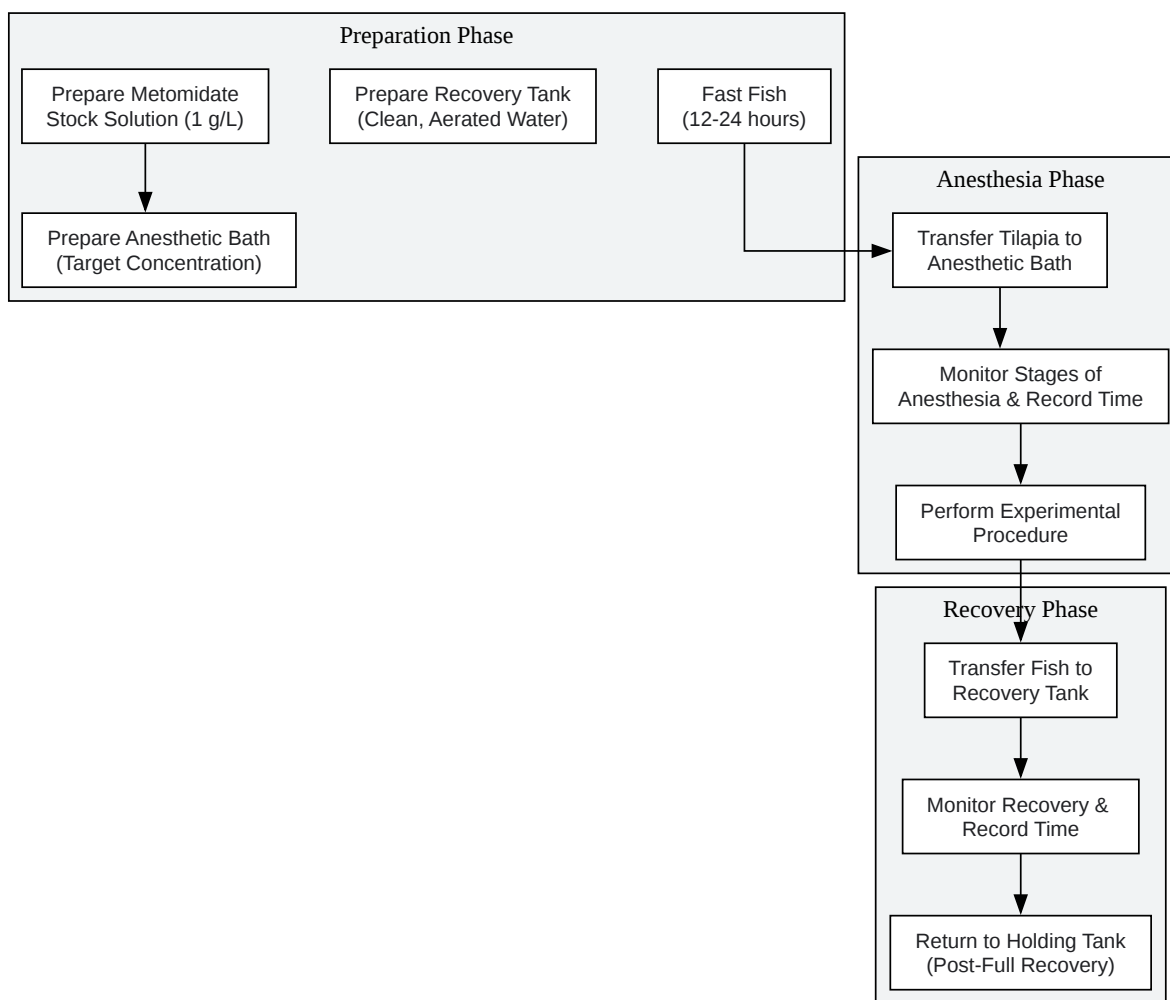 Preparation Phase
Prepare Metomidate
Stock Solution (1 g/L)
Prepare Recovery Tank
(Clean, Aerated Water)
Fast Fish
(12-24 hours)
Prepare Anesthetic Bath
(Target Concentration)
Anesthesia Phase
Transfer Tilapia to
Anesthetic Bath
Monitor Stages of
Anesthesia & Record Time
Perform Experimental
Procedure
Recovery Phase
Transfer Fish to
Recovery Tank
Monitor Recovery &
Record Time
Return to Holding Tank
(Post-Full Recovery)